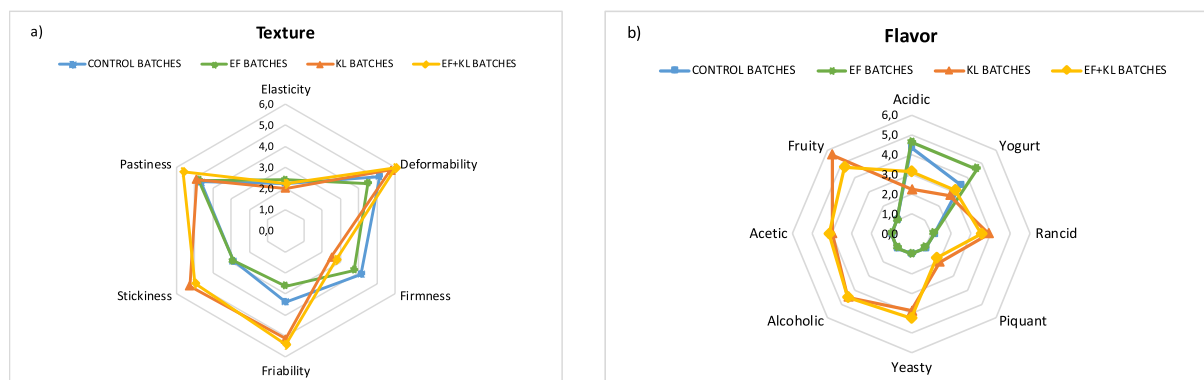 a)
Texture
CONTROL BATCHES EF BATCHES KL BATCHES EF+KL BATCHES
Elasticity
6,0
5,0
4,0
3,0
2,0
1,0
0,0
Deformability
Firmness
Friability
Stickiness
Pastiness
b)
Flavor
CONTROL BATCHES EF BATCHES KL BATCHES EF+KL BATCHES
Acidic
6,0
5,0
4,0
3,0
2,0
1,0
0,0
Yogurt
Rancid
Piquant
Yeasty
Alcoholic
Acetic
Fruity